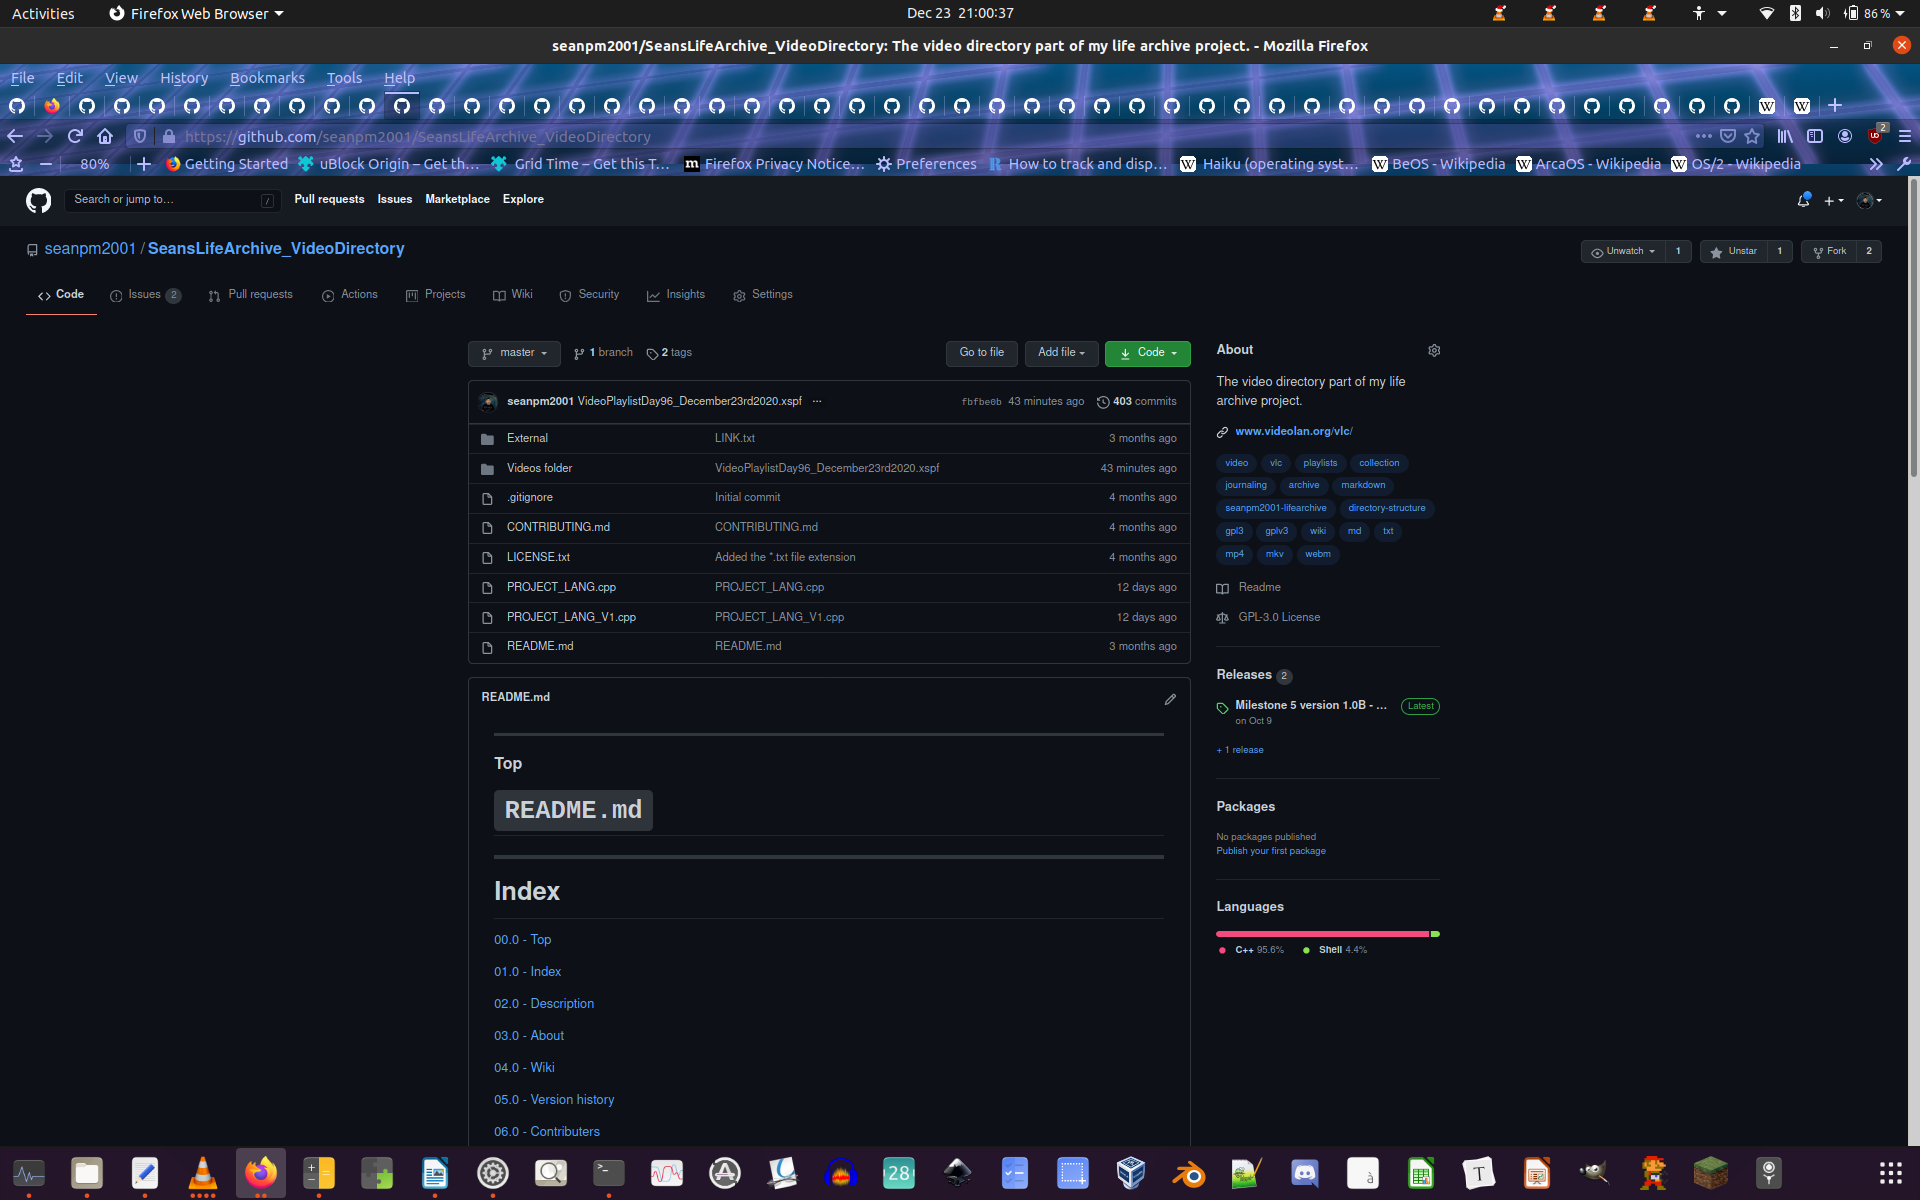 Activities Firefox Web Browser Dec 23 21:00:37 86 %
seanpm2001/SeansLifeArchive_VideoDirectory: The video directory part of my life archive project. - Mozilla Firefox
File Edit View History Bookmarks Tools Help
https://github.com/seanpm2001/SeansLifeArchive_VideoDirectory 2
80% Getting Started uBlock Origin – Get th… Grid Time – Get this T… Firefox Privacy Notice… Preferences How to track and disp… Haiku (operating syst… BeOS - Wikipedia ArcaOS - Wikipedia OS/2 - Wikipedia
Search or jump to… / Pull requests Issues Marketplace Explore
seanpm2001 / SeansLifeArchive_VideoDirectory Unwatch 1 Unstar 1 Fork 2
Code Issues 2 Pull requests Actions Projects Wiki Security Insights Settings
master 1 branch 2 tags Go to file Add file Code
seanpm2001 VideoPlaylistDay96_December23rd2020.xspf ··· fbfbe0b 43 minutes ago 403 commits
External LINK.txt 3 months ago
Videos folder VideoPlaylistDay96_December23rd2020.xspf 43 minutes ago
.gitignore Initial commit 4 months ago
CONTRIBUTING.md CONTRIBUTING.md 4 months ago
LICENSE.txt Added the *.txt file extension 4 months ago
PROJECT_LANG.cpp PROJECT_LANG.cpp 12 days ago
PROJECT_LANG_V1.cpp PROJECT_LANG_V1.cpp 12 days ago
README.md README.md 3 months ago
README.md
Top
README.md
Index
00.0 - Top
01.0 - Index
02.0 - Description
03.0 - About
04.0 - Wiki
05.0 - Version history
06.0 - Contributers
About
The video directory part of my life
archive project.
www.videolan.org/vlc/
video vlc playlists collection
journaling archive markdown
seanpm2001-lifearchive directory-structure
gpl3 gplv3 wiki md txt
mp4 mkv webm
Readme
GPL-3.0 License
Releases 2
Milestone 5 version 1.0B - … Latest
on Oct 9
+ 1 release
Packages
No packages published
Publish your first package
Languages
C++ 95.6% Shell 4.4%
28